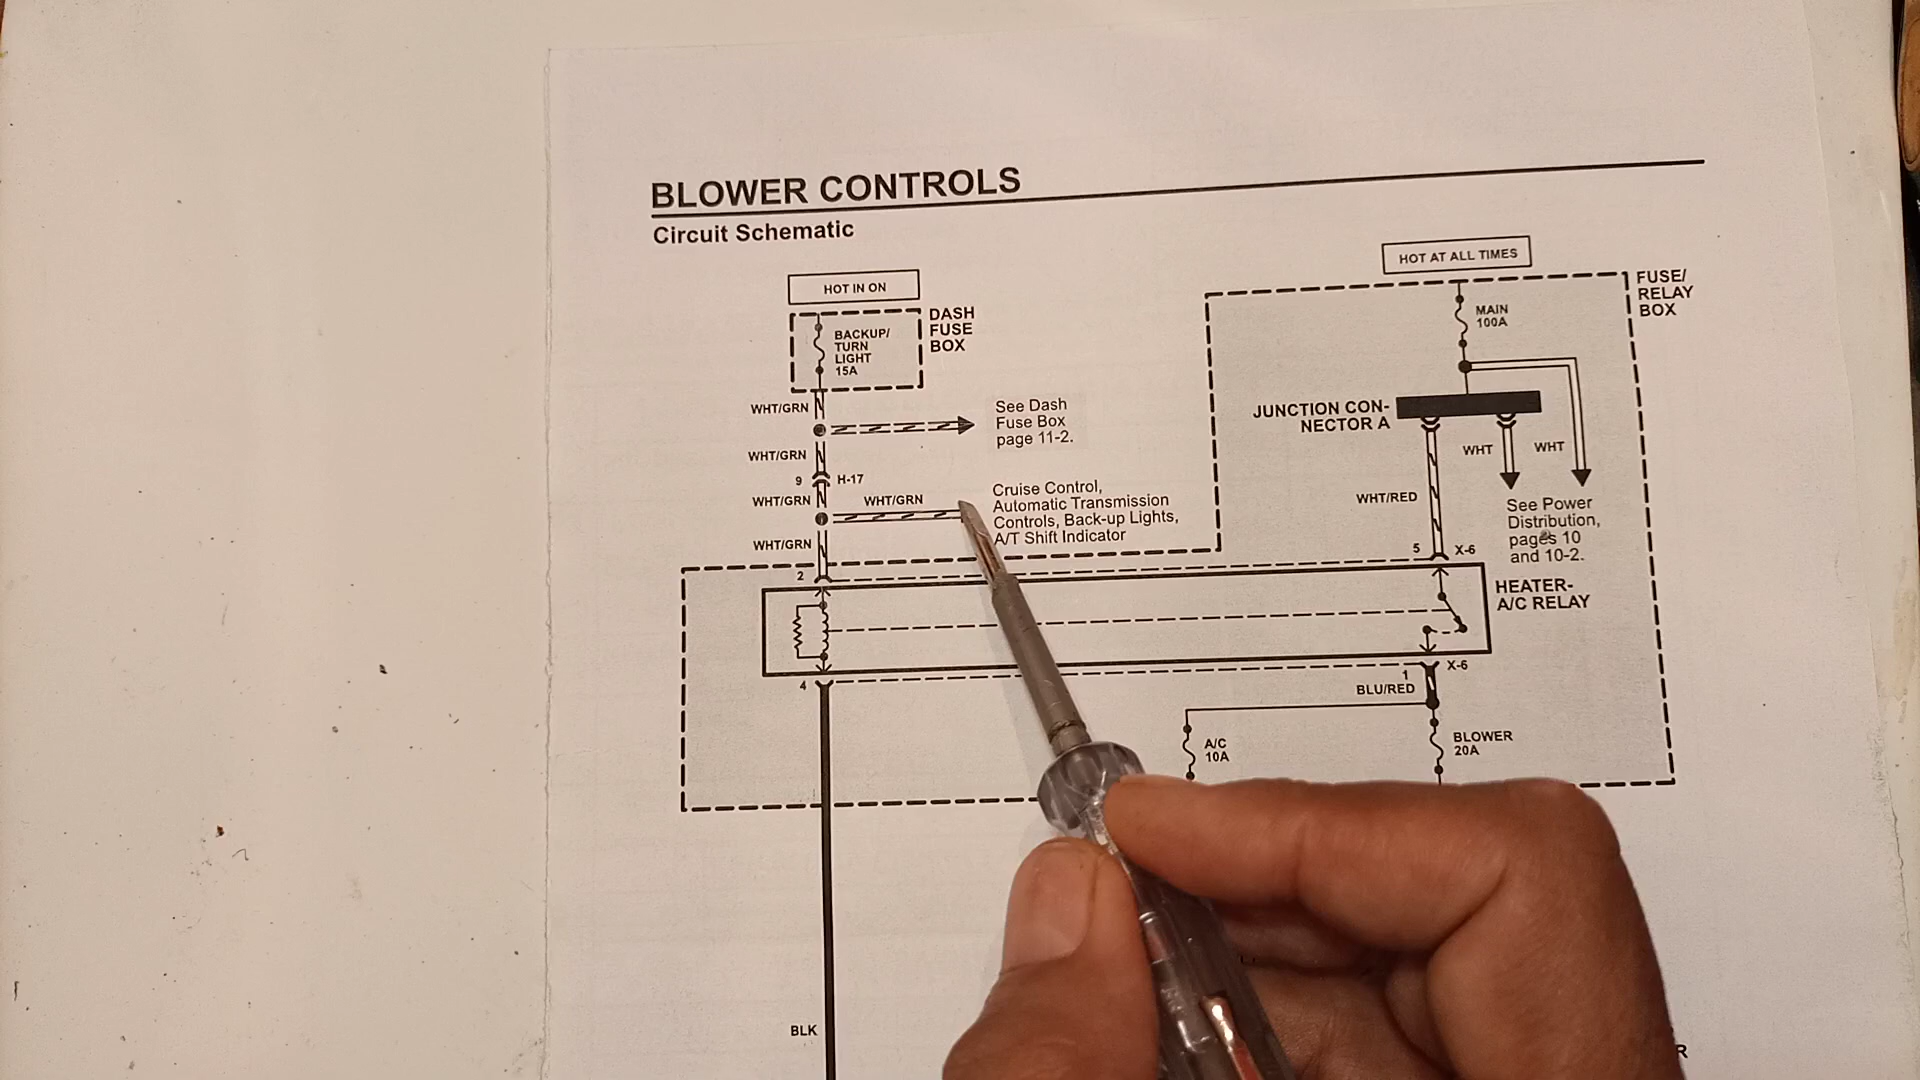 BLOWER CONTROLS
Circuit Schematic
HOT IN ON
DASH
FUSE
BOX
BACKUP/
TURN
LIGHT
15A
WHT/GRN
See Dash
Fuse Box
page 11-2.
WHT/GRN
9
H-17
WHT/GRN
WHT/GRN
Cruise Control,
Automatic Transmission
Controls, Back-up Lights,
A/T Shift Indicator
WHT/GRN
2
HOT AT ALL TIMES
FUSE/
RELAY
BOX
MAIN
100A
JUNCTION CON-
NECTOR A
WHT
WHT
WHT/RED
See Power
Distribution,
pages 10
and 10-2.
5
X-6
HEATER-
A/C RELAY
4
X-6
1
BLU/RED
A/C
10A
BLOWER
20A
BLK